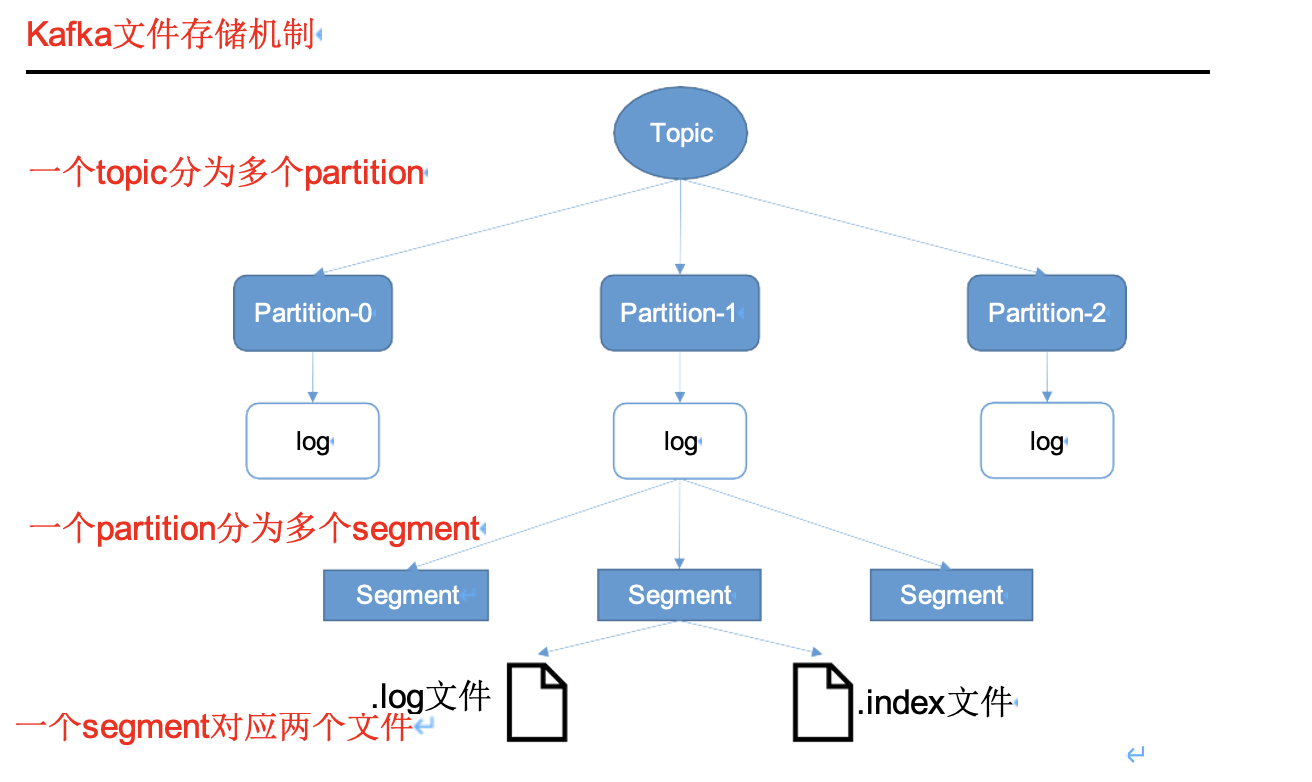 Kafka文件存储机制
Topic
一个topic分为多个partition
Partition-0
Partition-1
Partition-2
log
log
log
一个partition分为多个segment
Segment
Segment
Segment
.log文件
.index文件
一个segment对应两个文件